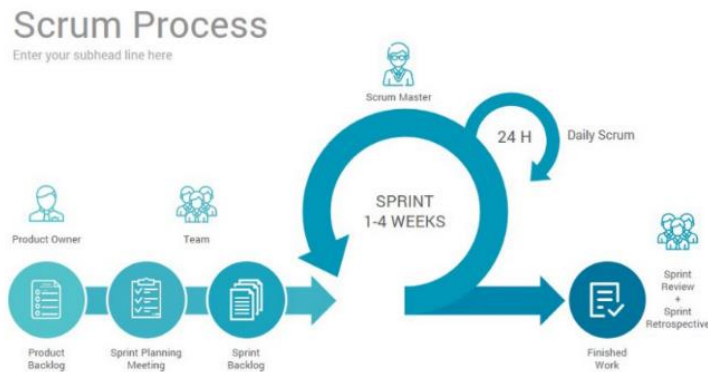 Scrum Process
Enter your subhead line here
Scrum Master
24 H
Daily Scrum
SPRINT
1-4 WEEKS
Product Owner
Team
Sprint
Review
+
Sprint
Retrospective
Product
Backlog
Sprint Planning
Meeting
Sprint
Backlog
Finished
Work